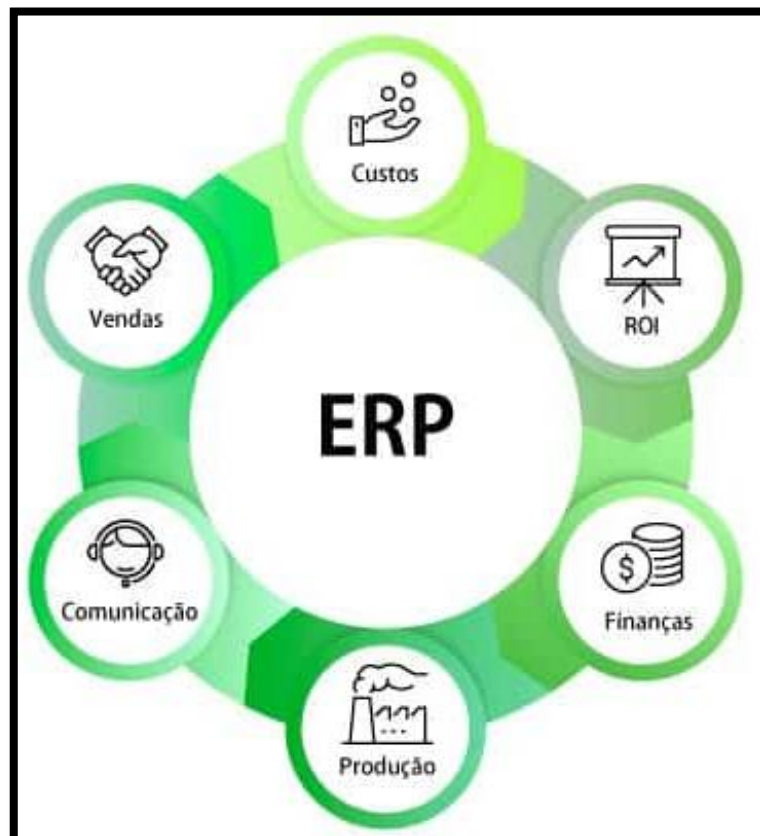 Custos
Vendas
ROI
ERP
Comunicação
Finanças
$
Produção